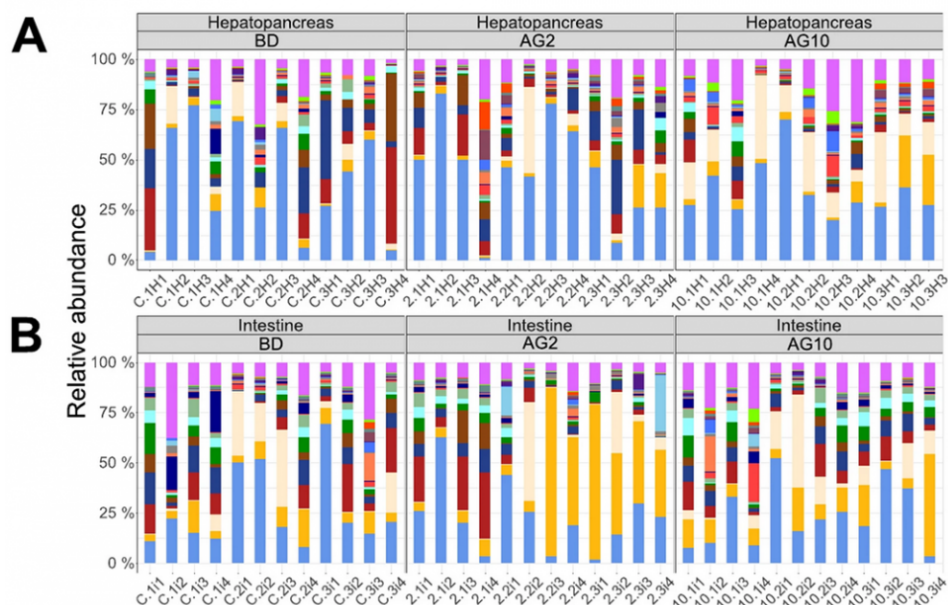 A
Hepatopancreas
Hepatopancreas
Hepatopancreas
BD
AG2
AG10
100 %
75 %
50 %
25 %
0 %
C.1H1
C.1H2
C.1H3
C.1H4
C.2H1
C.2H2
C.2H3
C.2H4
C.3H1
C.3H2
C.3H3
C.3H4
2.1H1
2.1H2
2.1H3
2.1H4
2.2H1
2.2H2
2.2H3
2.2H4
2.3H1
2.3H2
2.3H3
2.3H4
10.1H1
10.1H2
10.1H3
10.1H4
10.2H1
10.2H2
10.2H3
10.2H4
10.3H1
10.3H2
10.3H3
10.3H4
Relative abundance
B
Intestine
Intestine
Intestine
BD
AG2
AG10
100 %
75 %
50 %
25 %
0 %
C.1I1
C.1I2
C.1I3
C.1I4
C.2I1
C.2I2
C.2I3
C.2I4
C.3I1
C.3I2
C.3I3
C.3I4
2.1I1
2.1I2
2.1I3
2.1I4
2.2I1
2.2I2
2.2I3
2.2I4
2.3I1
2.3I2
2.3I3
2.3I4
10.1I1
10.1I2
10.1I3
10.1I4
10.2I1
10.2I2
10.2I3
10.2I4
10.3I1
10.3I2
10.3I3
10.3I4